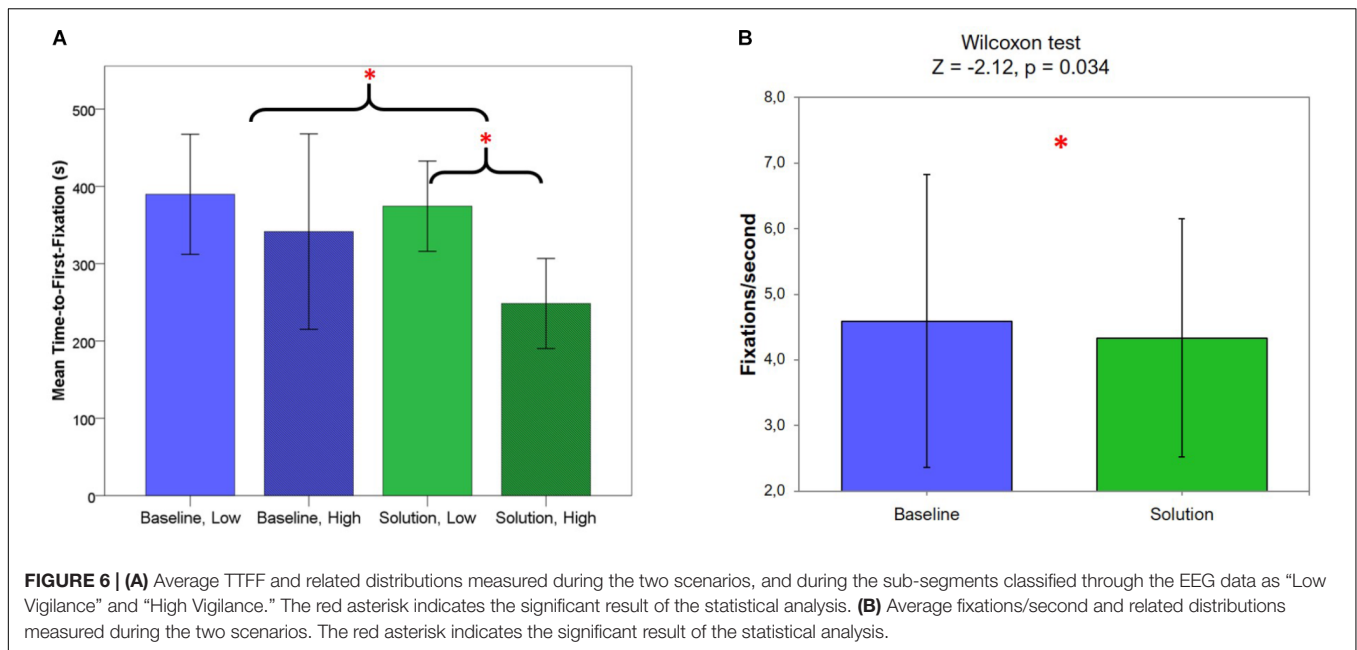 A
*
*
500
400
300
200
100
0
Mean Time-to-First-Fixation (s)
Baseline, Low Baseline, High Solution, Low Solution, High
B
Wilcoxon test
Z = -2.12, p = 0.034
*
8,0
7,0
6,0
5,0
4,0
3,0
2,0
Fixations/second
Baseline Solution
FIGURE 6 | (A) Average TTFF and related distributions measured during the two scenarios, and during the sub-segments classified through the EEG data as “Low
Vigilance” and “High Vigilance.” The red asterisk indicates the significant result of the statistical analysis. (B) Average fixations/second and related distributions
measured during the two scenarios. The red asterisk indicates the significant result of the statistical analysis.